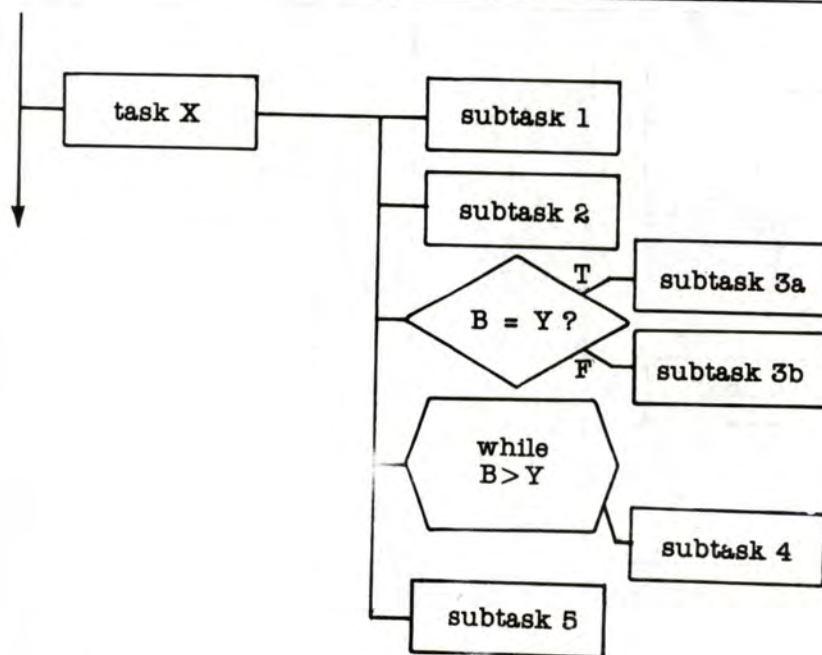 task X
subtask 1
subtask 2
T
subtask 3a
B = Y ?
F
subtask 3b
while
B > Y
subtask 4
subtask 5